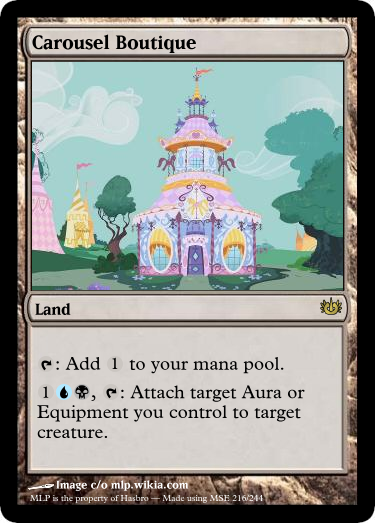 Carousel Boutique
Land
: Add 1 to your mana pool.
1, : Attach target Aura or
Equipment you control to target
creature.
Image c/o mlp.wikia.com
MLP is the property of Hasbro — Made using MSE 216/244